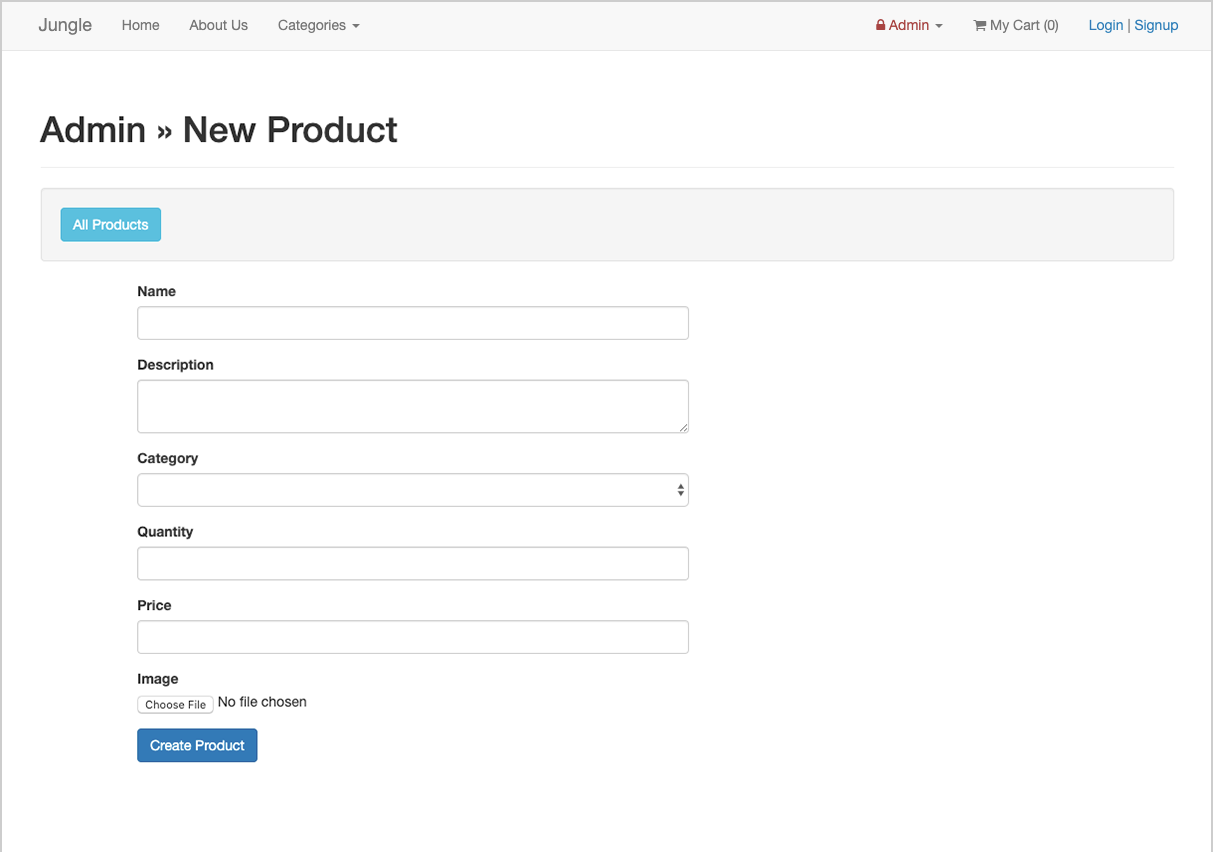 Jungle Home About Us Categories Admin My Cart (0) Login | Signup
Admin » New Product
All Products
Name
Description
Category
Quantity
Price
Image
Choose File No file chosen
Create Product